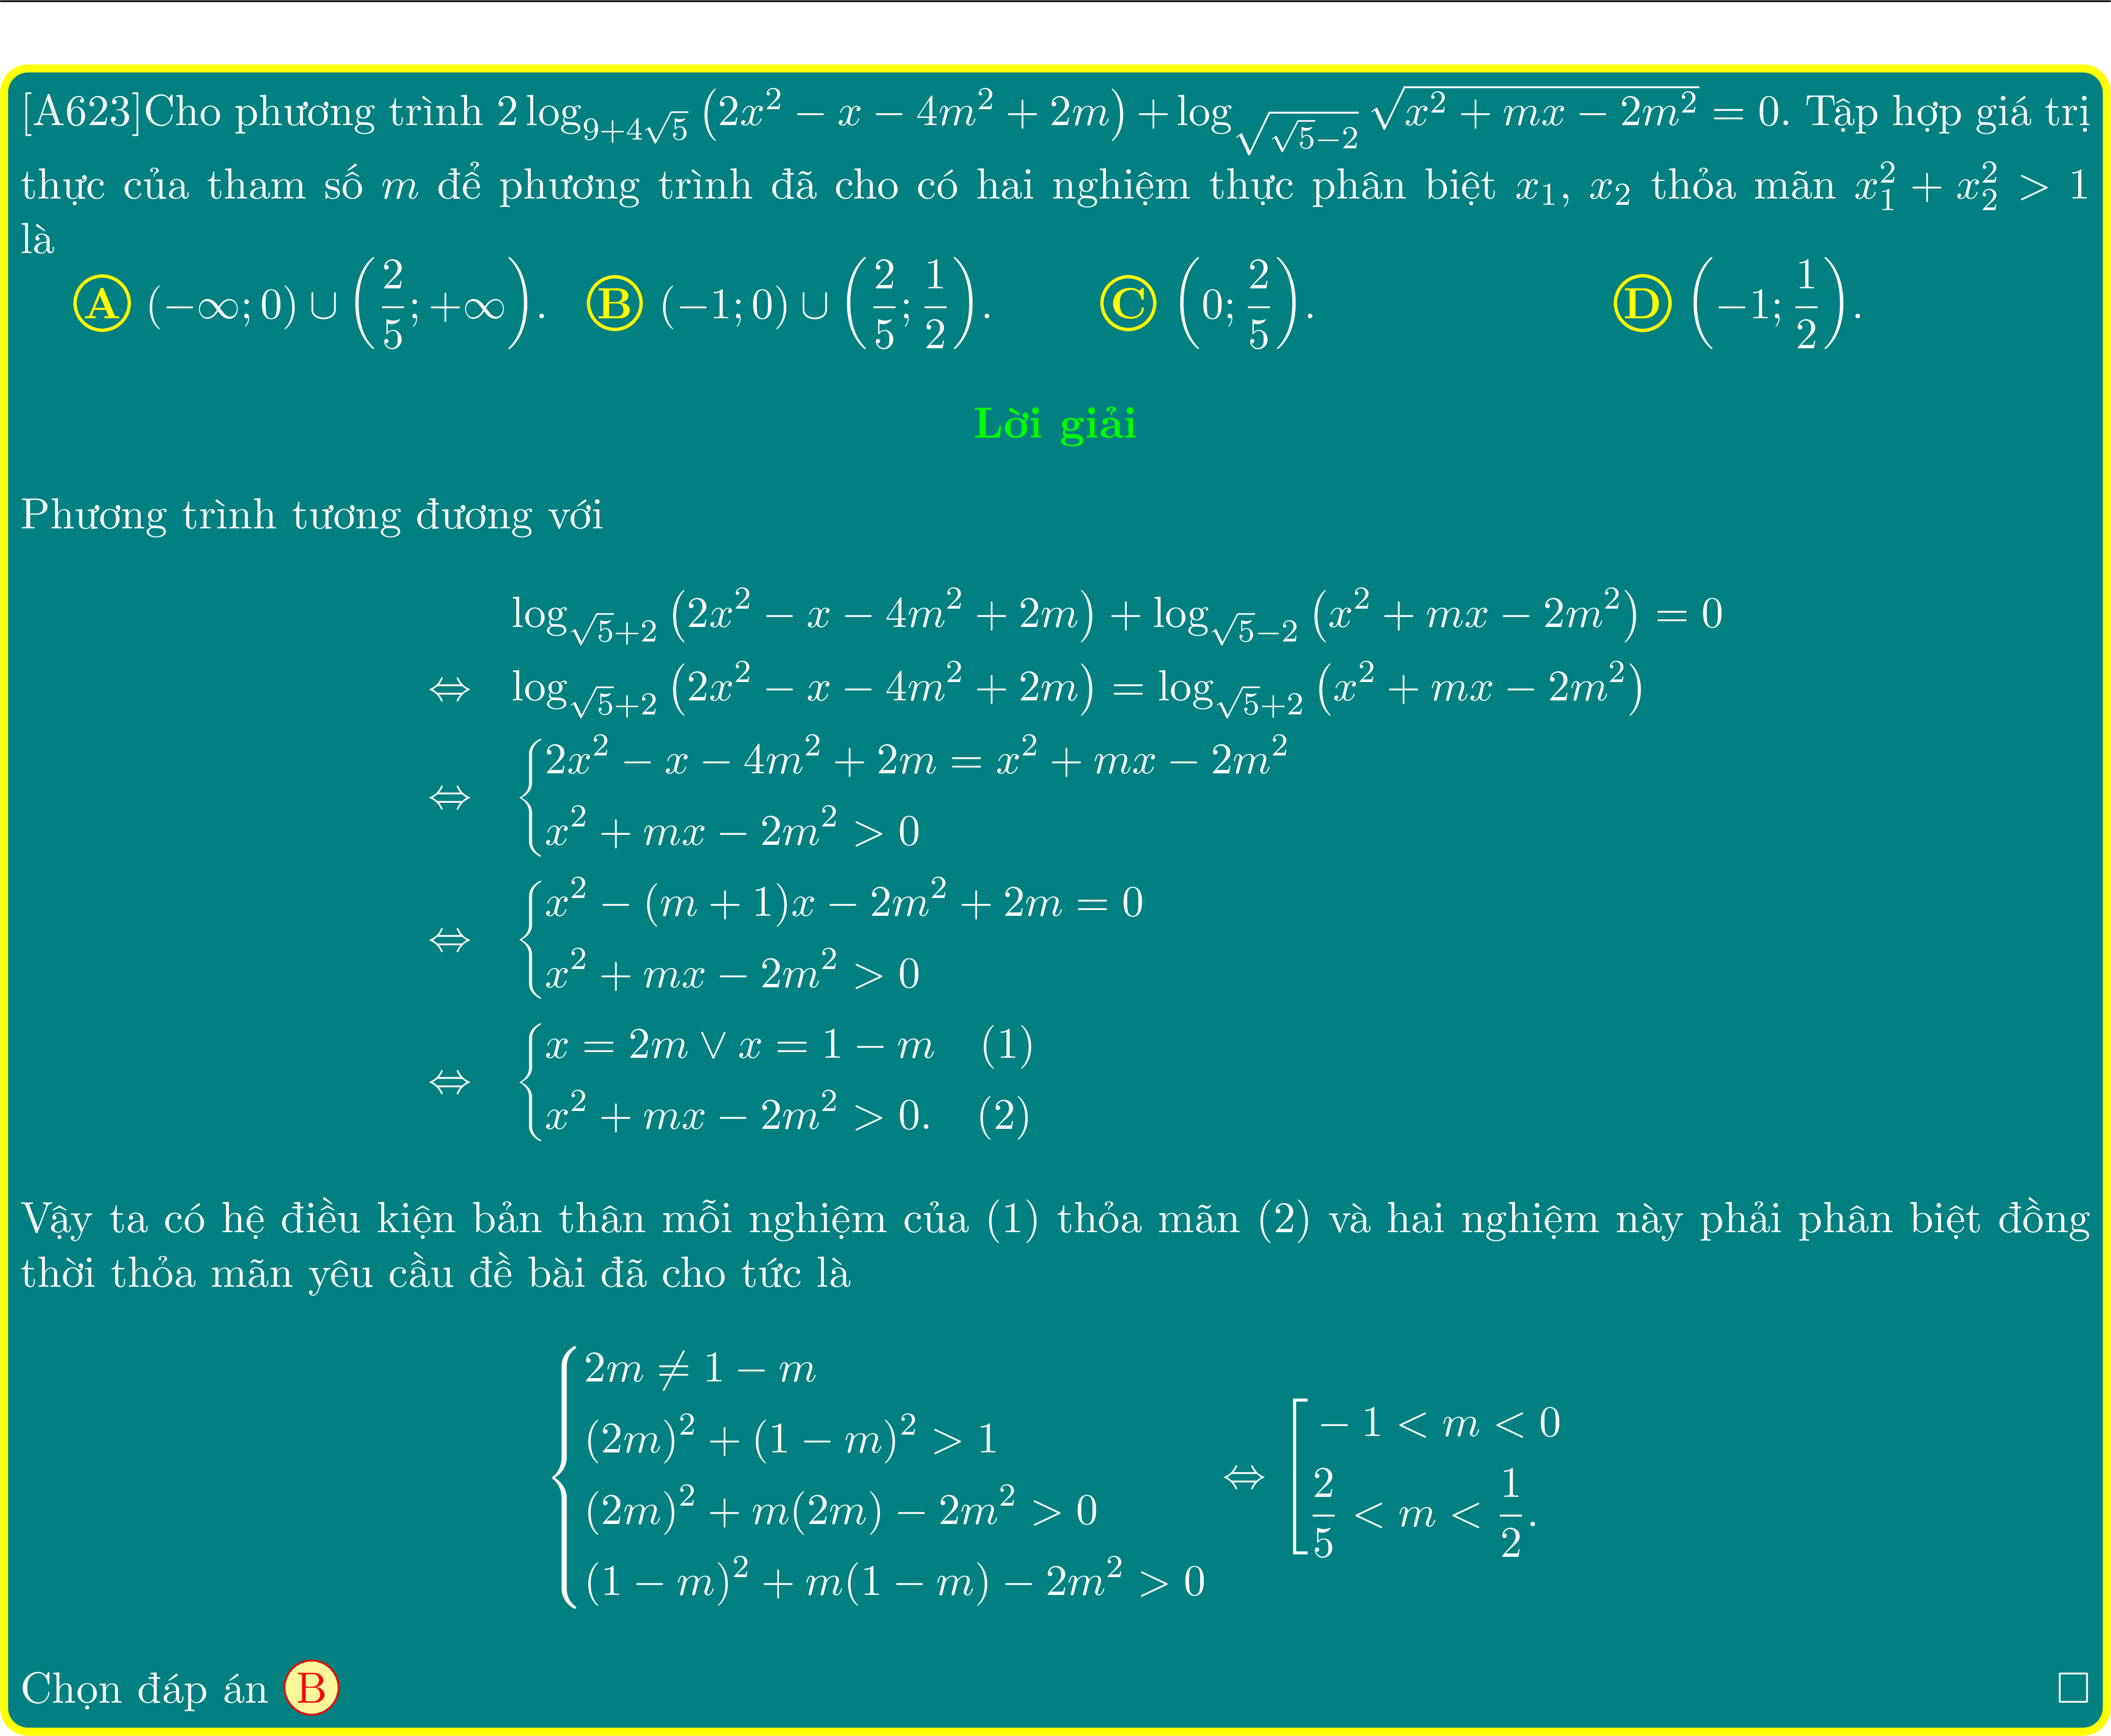 [A623]Cho phương trình $2\log_{9+4\sqrt{5}}\left(2x^2-x-4m^2+2m\right)+\log_{\sqrt{\sqrt{5}-2}}\sqrt{x^2+mx-2m^2}=0$. Tập hợp giá trị
thực của tham số $m$ để phương trình đã cho có hai nghiệm thực phân biệt $x_1$, $x_2$ thỏa mãn $x_1^2+x_2^2>1$
là
Ⓐ $(-\infty;0)\cup\left(\dfrac{2}{5};+\infty\right)$. Ⓑ $(-1;0)\cup\left(\dfrac{2}{5};\dfrac{1}{2}\right)$. Ⓒ $\left(0;\dfrac{2}{5}\right)$. Ⓓ $\left(-1;\dfrac{1}{2}\right)$.
Lời giải
Phương trình tương đương với
$\log_{\sqrt{5}+2}\left(2x^2-x-4m^2+2m\right)+\log_{\sqrt{5}-2}\left(x^2+mx-2m^2\right)=0$
$\Leftrightarrow \log_{\sqrt{5}+2}\left(2x^2-x-4m^2+2m\right)=\log_{\sqrt{5}+2}\left(x^2+mx-2m^2\right)$
$\Leftrightarrow \begin{cases}2x^2-x-4m^2+2m=x^2+mx-2m^2\\x^2+mx-2m^2>0\end{cases}$
$\Leftrightarrow \begin{cases}x^2-(m+1)x-2m^2+2m=0\\x^2+mx-2m^2>0\end{cases}$
$\Leftrightarrow \begin{cases}x=2m\vee x=1-m\quad(1)\\x^2+mx-2m^2>0.\quad(2)\end{cases}$
Vậy ta có hệ điều kiện bản thân mỗi nghiệm của (1) thỏa mãn (2) và hai nghiệm này phải phân biệt đồng
thời thỏa mãn yêu cầu đề bài đã cho tức là
$\begin{cases}2m\neq 1-m\\(2m)^2+(1-m)^2>1\\(2m)^2+m(2m)-2m^2>0\\(1-m)^2+m(1-m)-2m^2>0\end{cases}\Leftrightarrow\left[\begin{array}{l}-1<m<0\\\dfrac{2}{5}<m<\dfrac{1}{2}.\end{array}\right.$
Chọn đáp án Ⓑ □